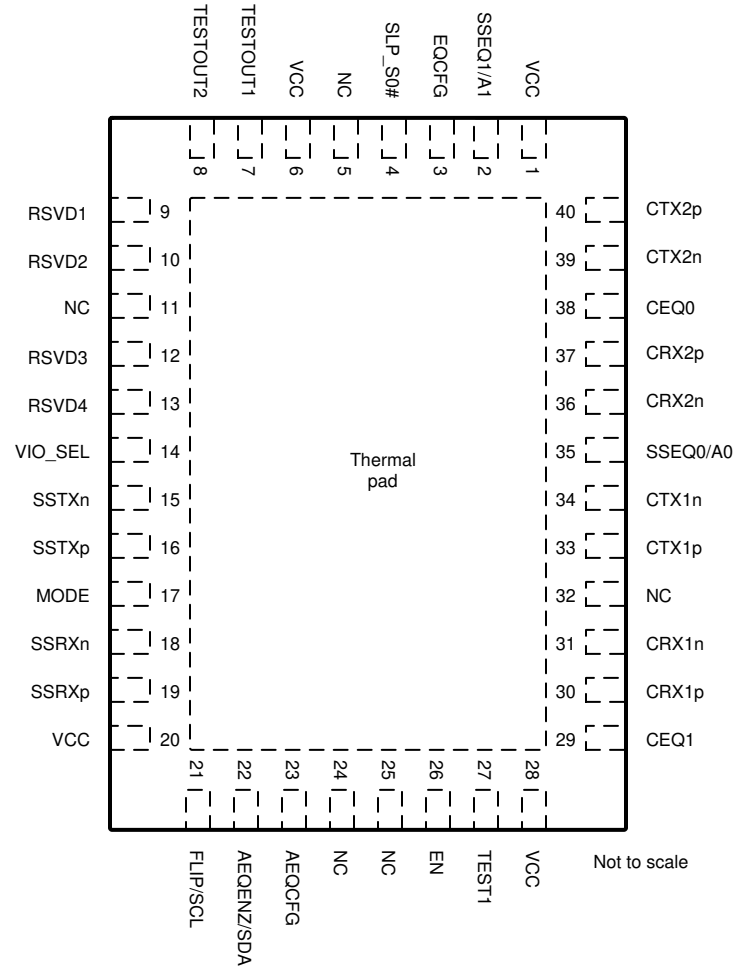 TESTOUT2
TESTOUT1
VCC
NC
SLP_S0#
EQCFG
SSEQ1/A1
VCC
8
7
6
5
4
3
2
1
RSVD1 9
RSVD2 10
NC 11
RSVD3 12
RSVD4 13
VIO_SEL 14
SSTXn 15
SSTXp 16
MODE 17
SSRXn 18
SSRXp 19
VCC 20
Thermal
pad
40 CTX2p
39 CTX2n
38 CEQ0
37 CRX2p
36 CRX2n
35 SSEQ0/A0
34 CTX1n
33 CTX1p
32 NC
31 CRX1n
30 CRX1p
29 CEQ1
21
22
23
24
25
26
27
28
FLIP/SCL
AEQENZ/SDA
AEQCFG
NC
NC
EN
TEST1
VCC
Not to scale